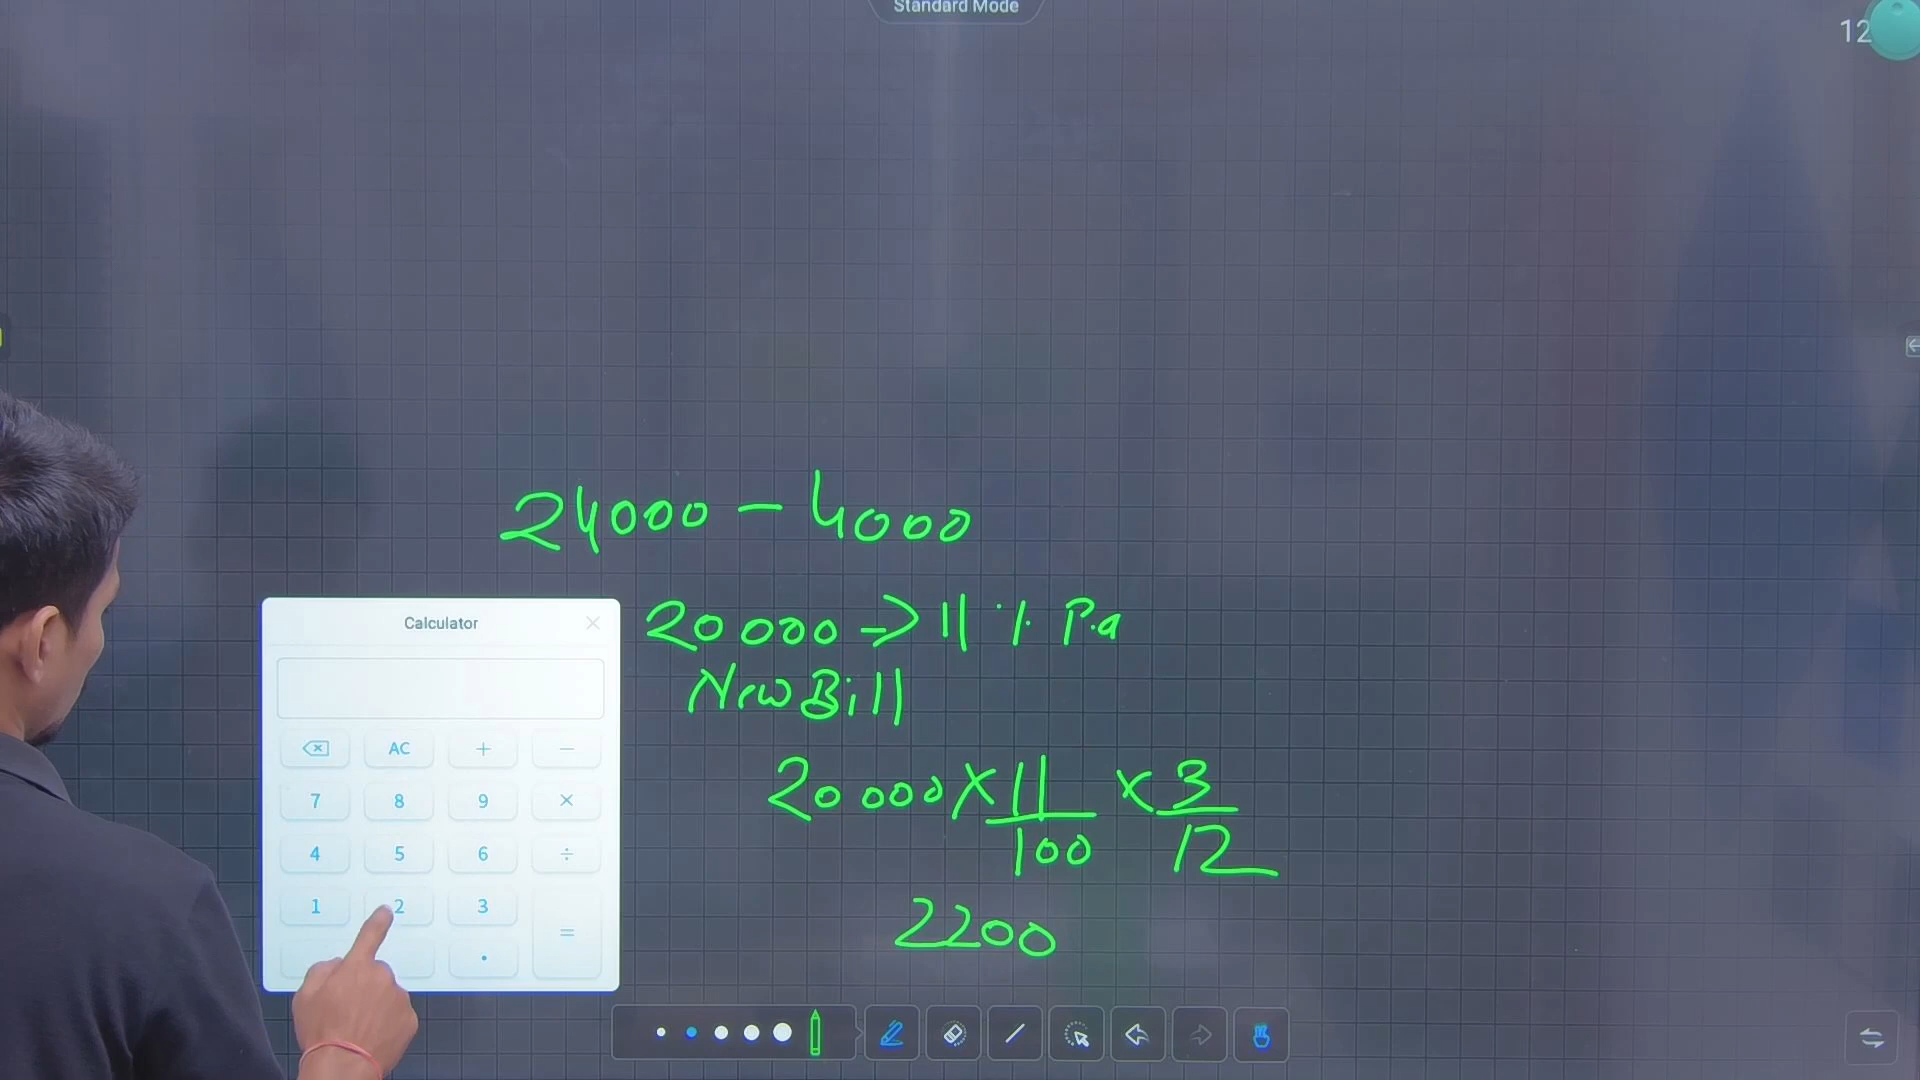 Standard Mode
12
24000 - 4000
20000 -> 11 % P.a
New Bill
20000 × 11/100 × 3/12
2200
Calculator ×
AC + −
7 8 9 ×
4 5 6 ÷
1 2 3 =
.